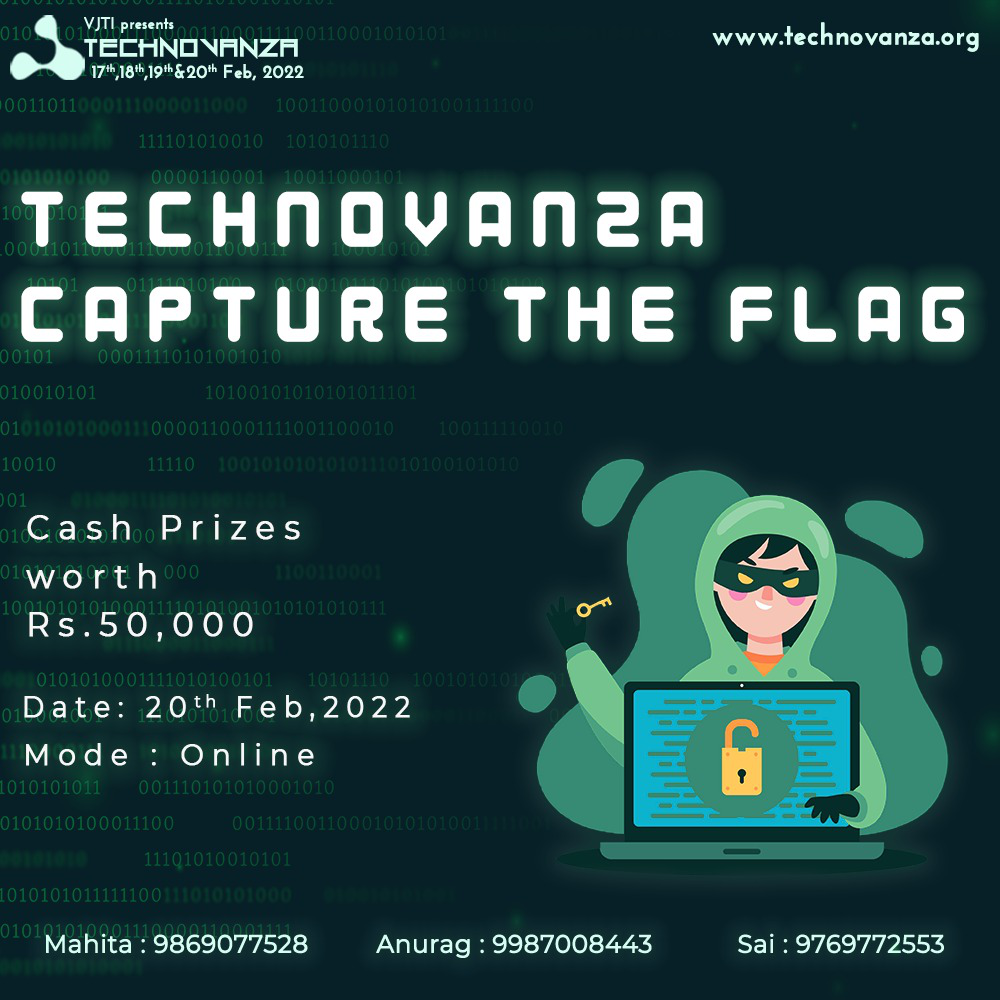 VJTI presents
TECHNOVANZA
17th,18th,19th&20th Feb, 2022
www.technovanza.org
TECHNOVANZA
CAPTURE THE FLAG
Cash Prizes
worth
Rs.50,000
Date: 20th Feb,2022
Mode : Online
Mahita : 9869077528
Anurag : 9987008443
Sai : 9769772553